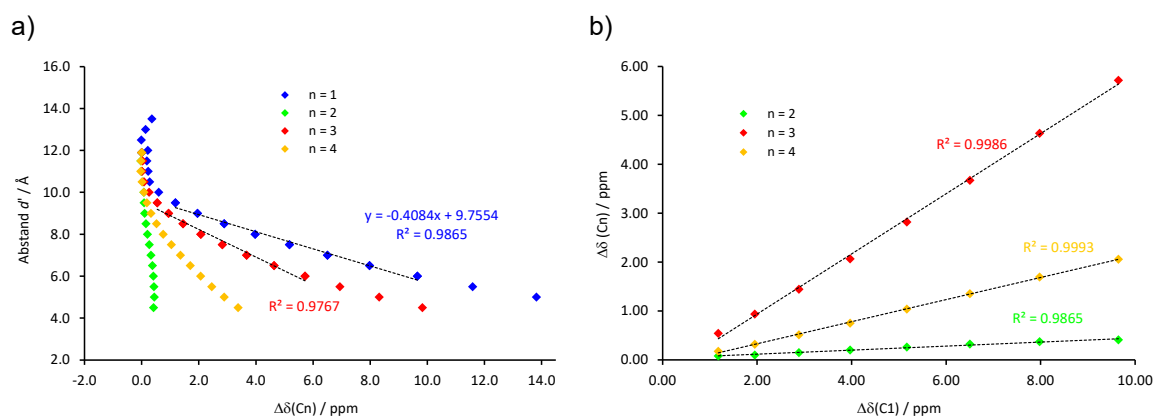 a)
Abstand d' / Å
16.0
14.0
12.0
10.0
8.0
6.0
4.0
2.0
n = 1
n = 2
n = 3
n = 4
y = -0.4084x + 9.7554
R² = 0.9865
R² = 0.9767
-2.0 0.0 2.0 4.0 6.0 8.0 10.0 12.0 14.0
Δδ(Cn) / ppm
b)
Δδ (Cn) / ppm
6.00
5.00
4.00
3.00
2.00
1.00
0.00
n = 2
n = 3
n = 4
R² = 0.9986
R² = 0.9993
R² = 0.9865
0.00 2.00 4.00 6.00 8.00 10.00
Δδ(C1) / ppm